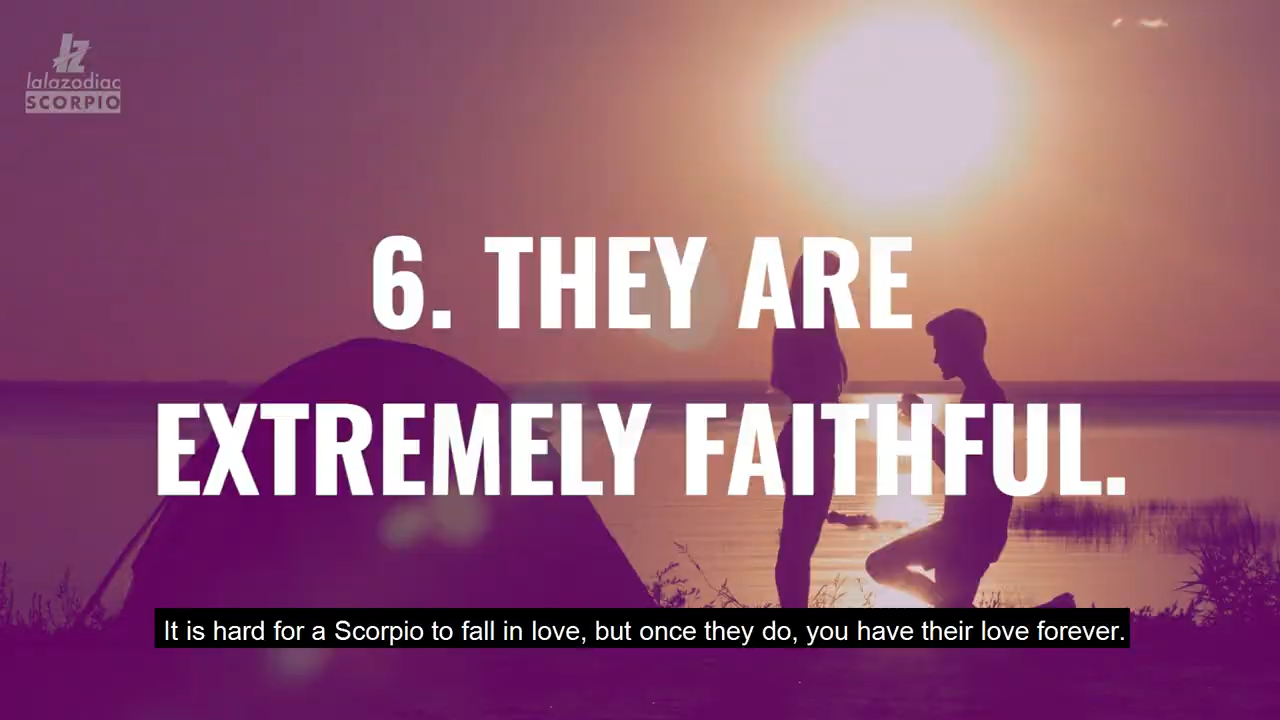 lalazodiac
SCORPIO
6. THEY ARE
EXTREMELY FAITHFUL.
It is hard for a Scorpio to fall in love, but once they do, you have their love forever.